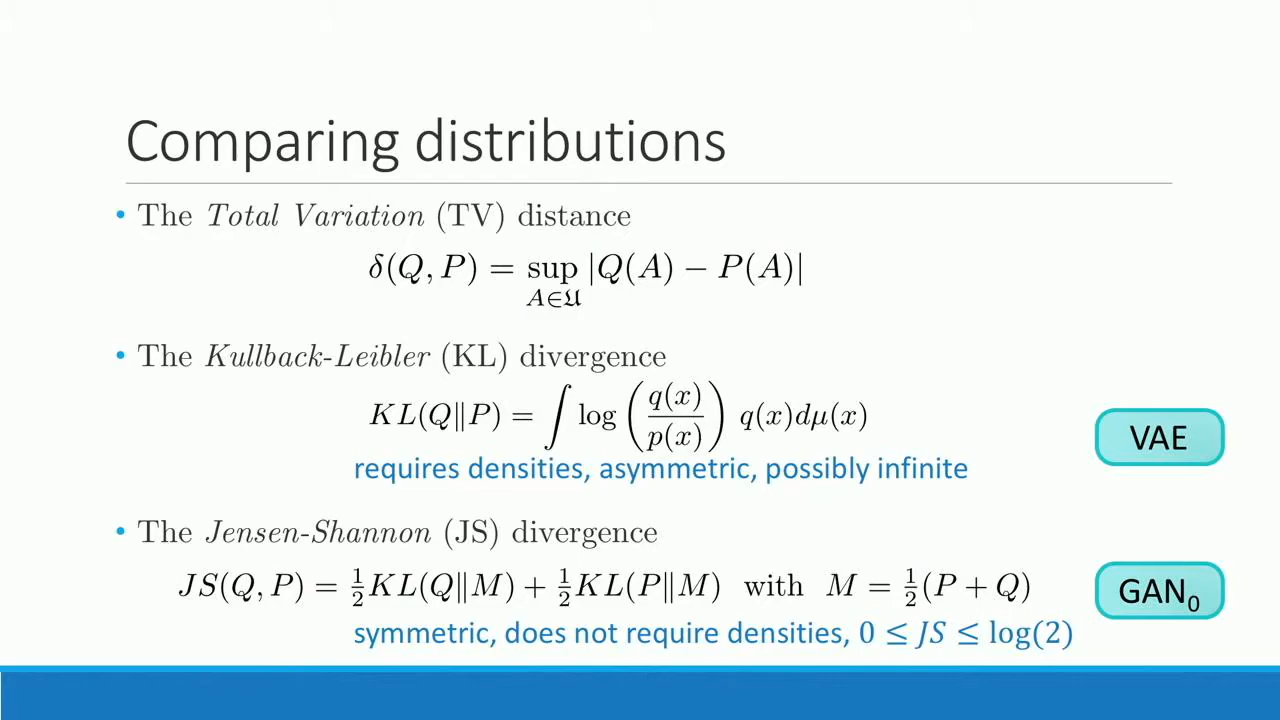 Comparing distributions
• The Total Variation (TV) distance
δ(Q, P) = sup_{A∈𝔘} |Q(A) − P(A)|
• The Kullback-Leibler (KL) divergence
KL(Q∥P) = ∫ log (q(x)/p(x)) q(x)dμ(x)
VAE
requires densities, asymmetric, possibly infinite
• The Jensen-Shannon (JS) divergence
JS(Q, P) = ½KL(Q∥M) + ½KL(P∥M) with M = ½(P + Q)
GAN₀
symmetric, does not require densities, 0 ≤ JS ≤ log(2)